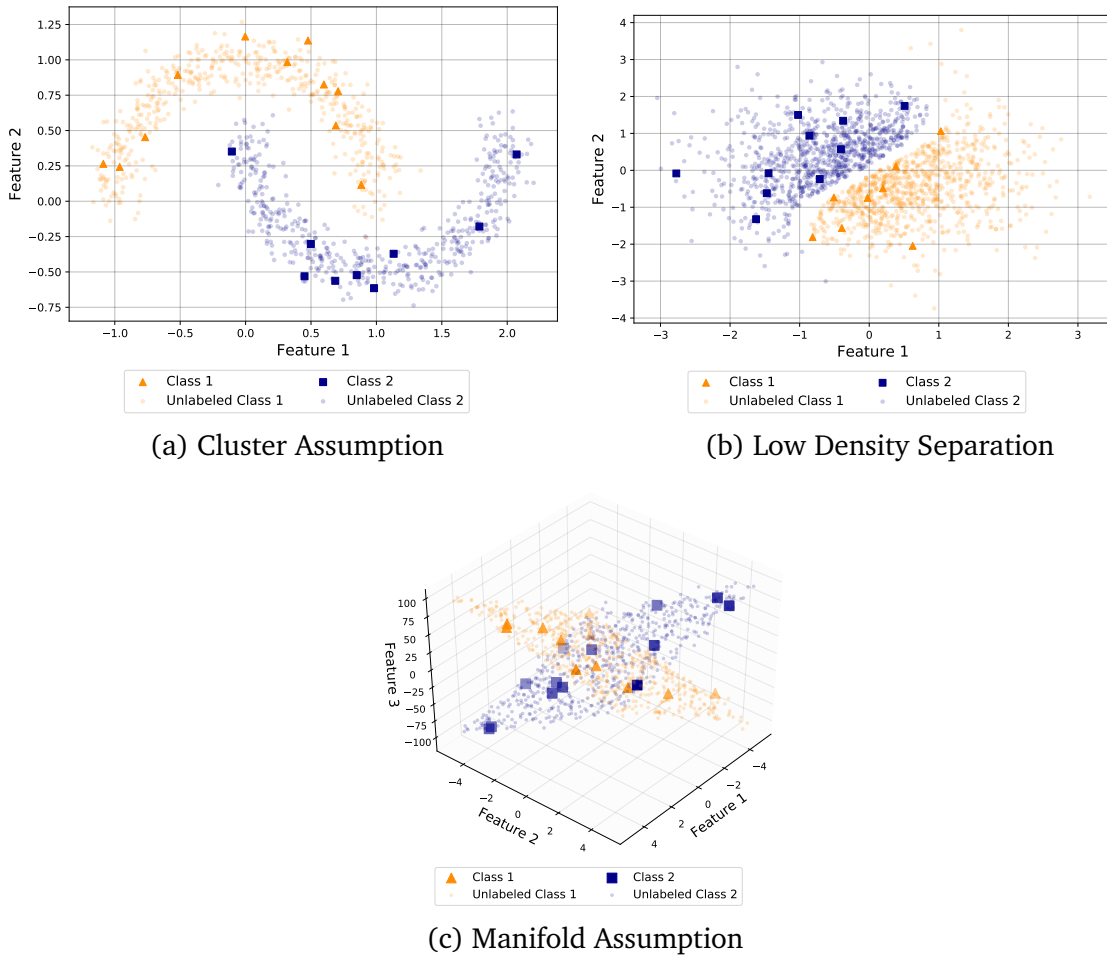 1.25
1.00
0.75
0.50
0.25
0.00
−0.25
−0.50
−0.75
Feature 2
−1.0 −0.5 0.0 0.5 1.0 1.5 2.0
Feature 1
Class 1 Class 2
Unlabeled Class 1 Unlabeled Class 2
(a) Cluster Assumption
4
3
2
1
0
−1
−2
−3
−4
Feature 2
−3 −2 −1 0 1 2 3
Feature 1
Class 1 Class 2
Unlabeled Class 1 Unlabeled Class 2
(b) Low Density Separation
100
75
50
25
0
−25
−50
−75
−100
Feature 3
−4 −2 0 2 4
Feature 2
4 2 0 −2 −4
Feature 1
Class 1 Class 2
Unlabeled Class 1 Unlabeled Class 2
(c) Manifold Assumption